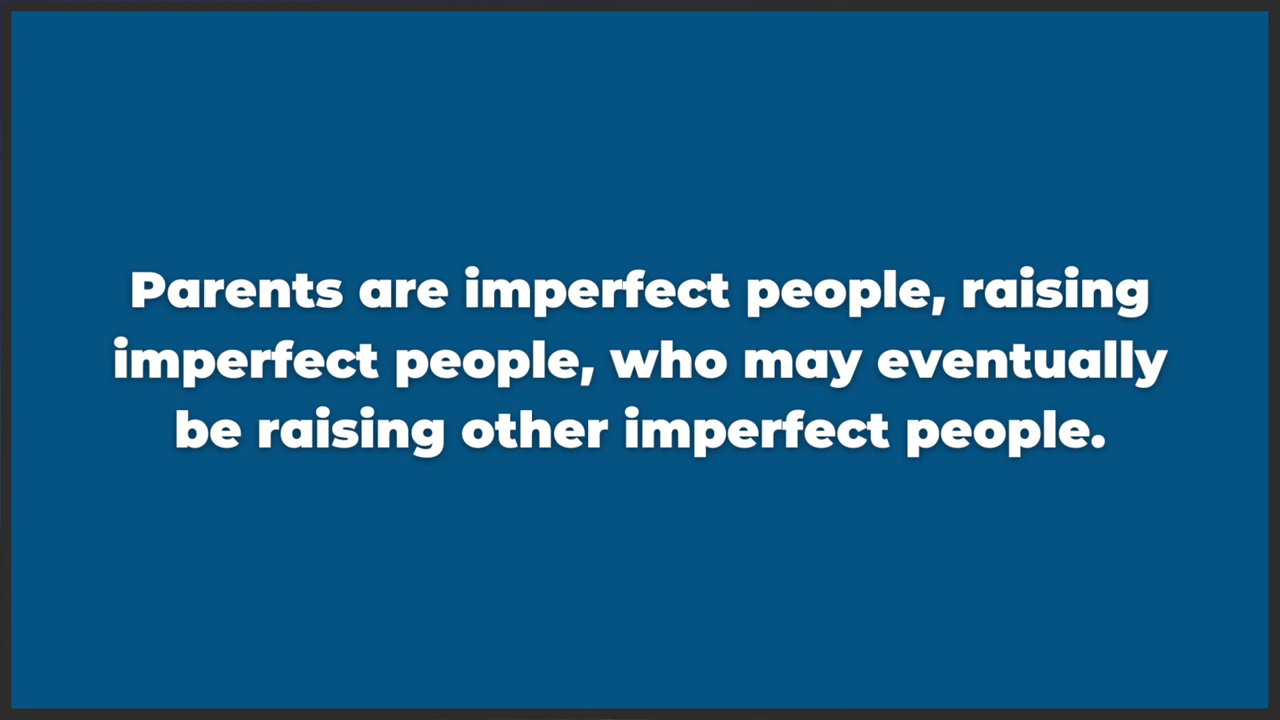 Parents are imperfect people, raising
imperfect people, who may eventually
be raising other imperfect people.